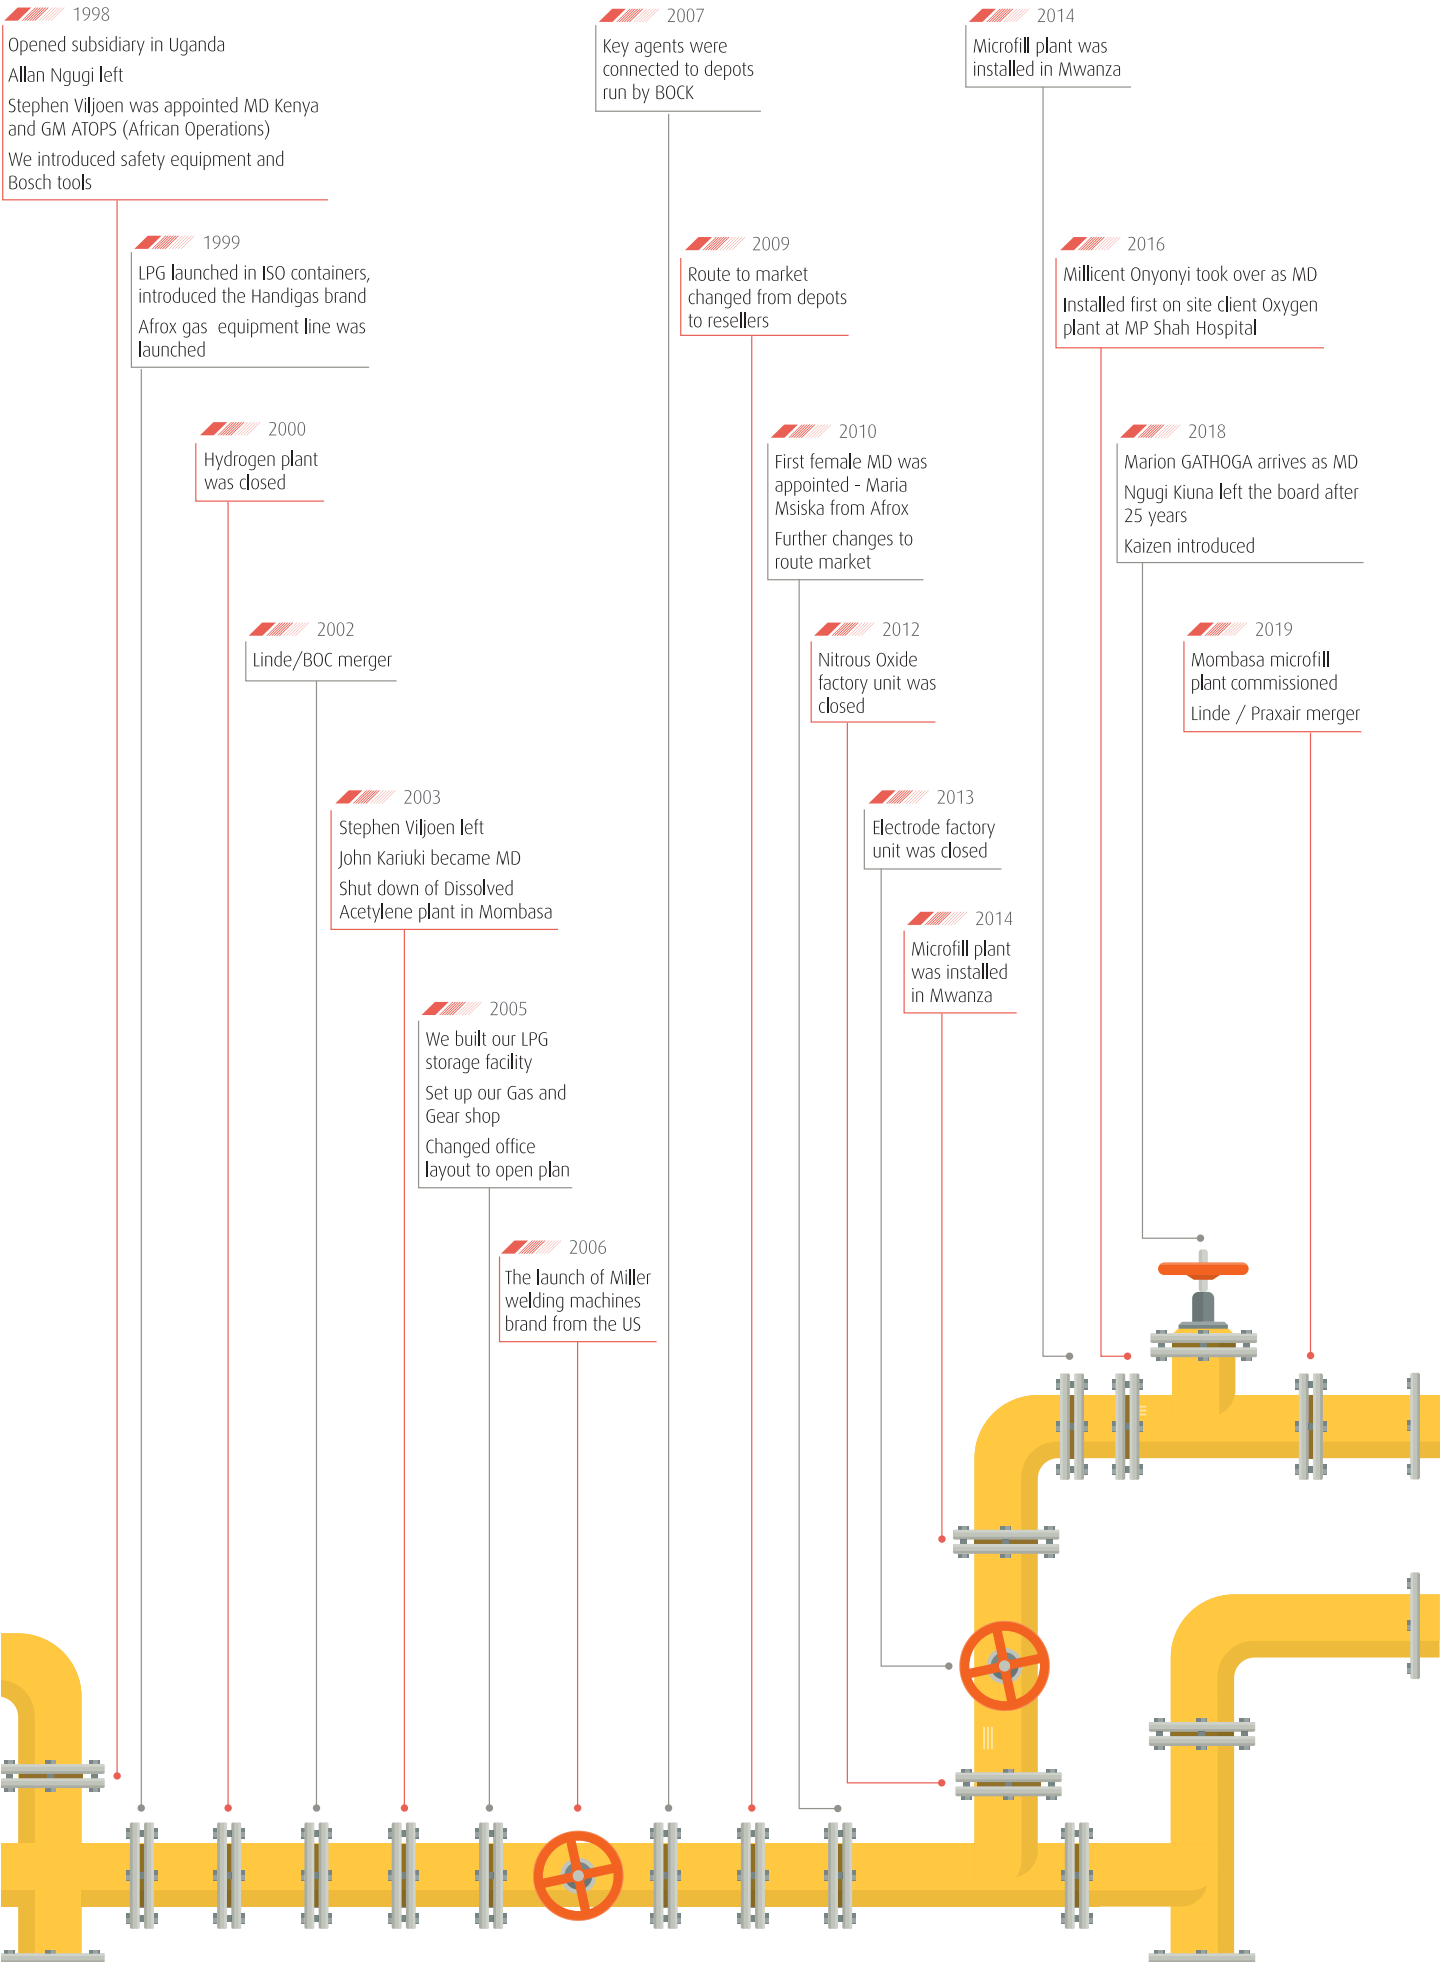 1998
Opened subsidiary in Uganda
Allan Ngugi left
Stephen Viljoen was appointed MD Kenya
and GM ATOPS (African Operations)
We introduced safety equipment and
Bosch tools
1999
LPG launched in ISO containers,
introduced the Handigas brand
Afrox gas equipment line was
launched
2000
Hydrogen plant
was closed
2002
Linde/BOC merger
2003
Stephen Viljoen left
John Kariuki became MD
Shut down of Dissolved
Acetylene plant in Mombasa
2005
We built our LPG
storage facility
Set up our Gas and
Gear shop
Changed office
layout to open plan
2006
The launch of Miller
welding machines
brand from the US
2007
Key agents were
connected to depots
run by BOCK
2009
Route to market
changed from depots
to resellers
2010
First female MD was
appointed - Maria
Msiska from Afrox
Further changes to
route market
2012
Nitrous Oxide
factory unit was
closed
2013
Electrode factory
unit was closed
2014
Microfill plant
was installed
in Mwanza
2014
Microfill plant was
installed in Mwanza
2016
Millicent Onyonyi took over as MD
Installed first on site client Oxygen
plant at MP Shah Hospital
2018
Marion GATHOGA arrives as MD
Ngugi Kiuna left the board after
25 years
Kaizen introduced
2019
Mombasa microfill
plant commissioned
Linde / Praxair merger